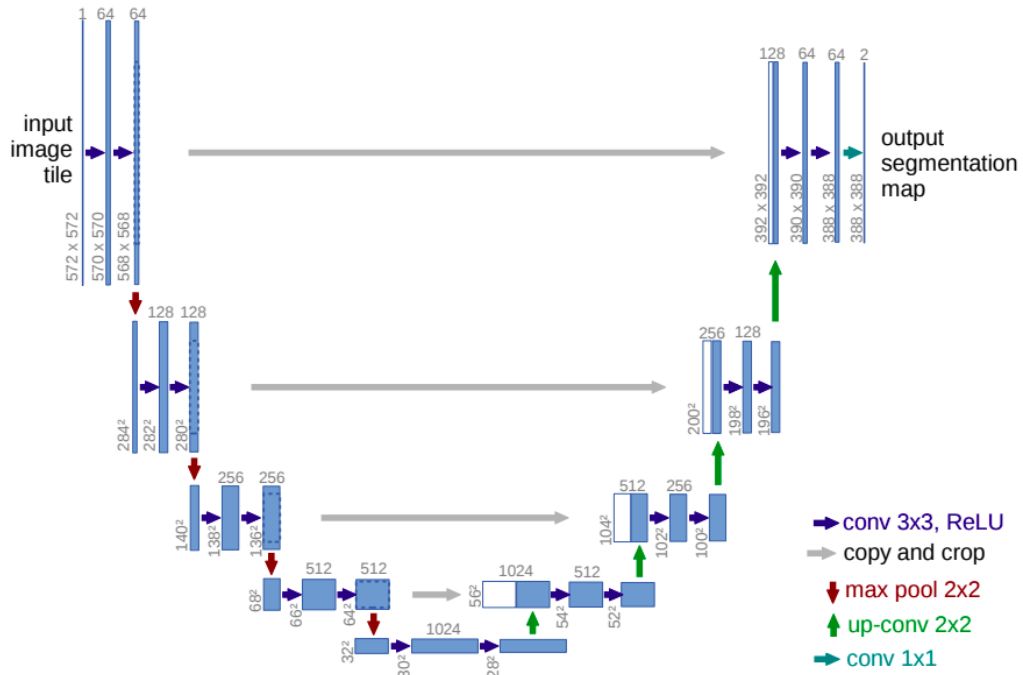 1 64 64
128 64 64 2
input
image
tile
output
segmentation
map
572 x 572
570 x 570
568 x 568
392 x 392
390 x 390
388 x 388
388 x 388
128 128
256 128
284²
282²
280²
200²
198²
196²
256 256
512 256
140²
138²
136²
104²
102²
100²
512 512
1024 512
68²
66²
64²
56²
54²
52²
1024
32²
30²
28²
conv 3x3, ReLU
copy and crop
max pool 2x2
up-conv 2x2
conv 1x1